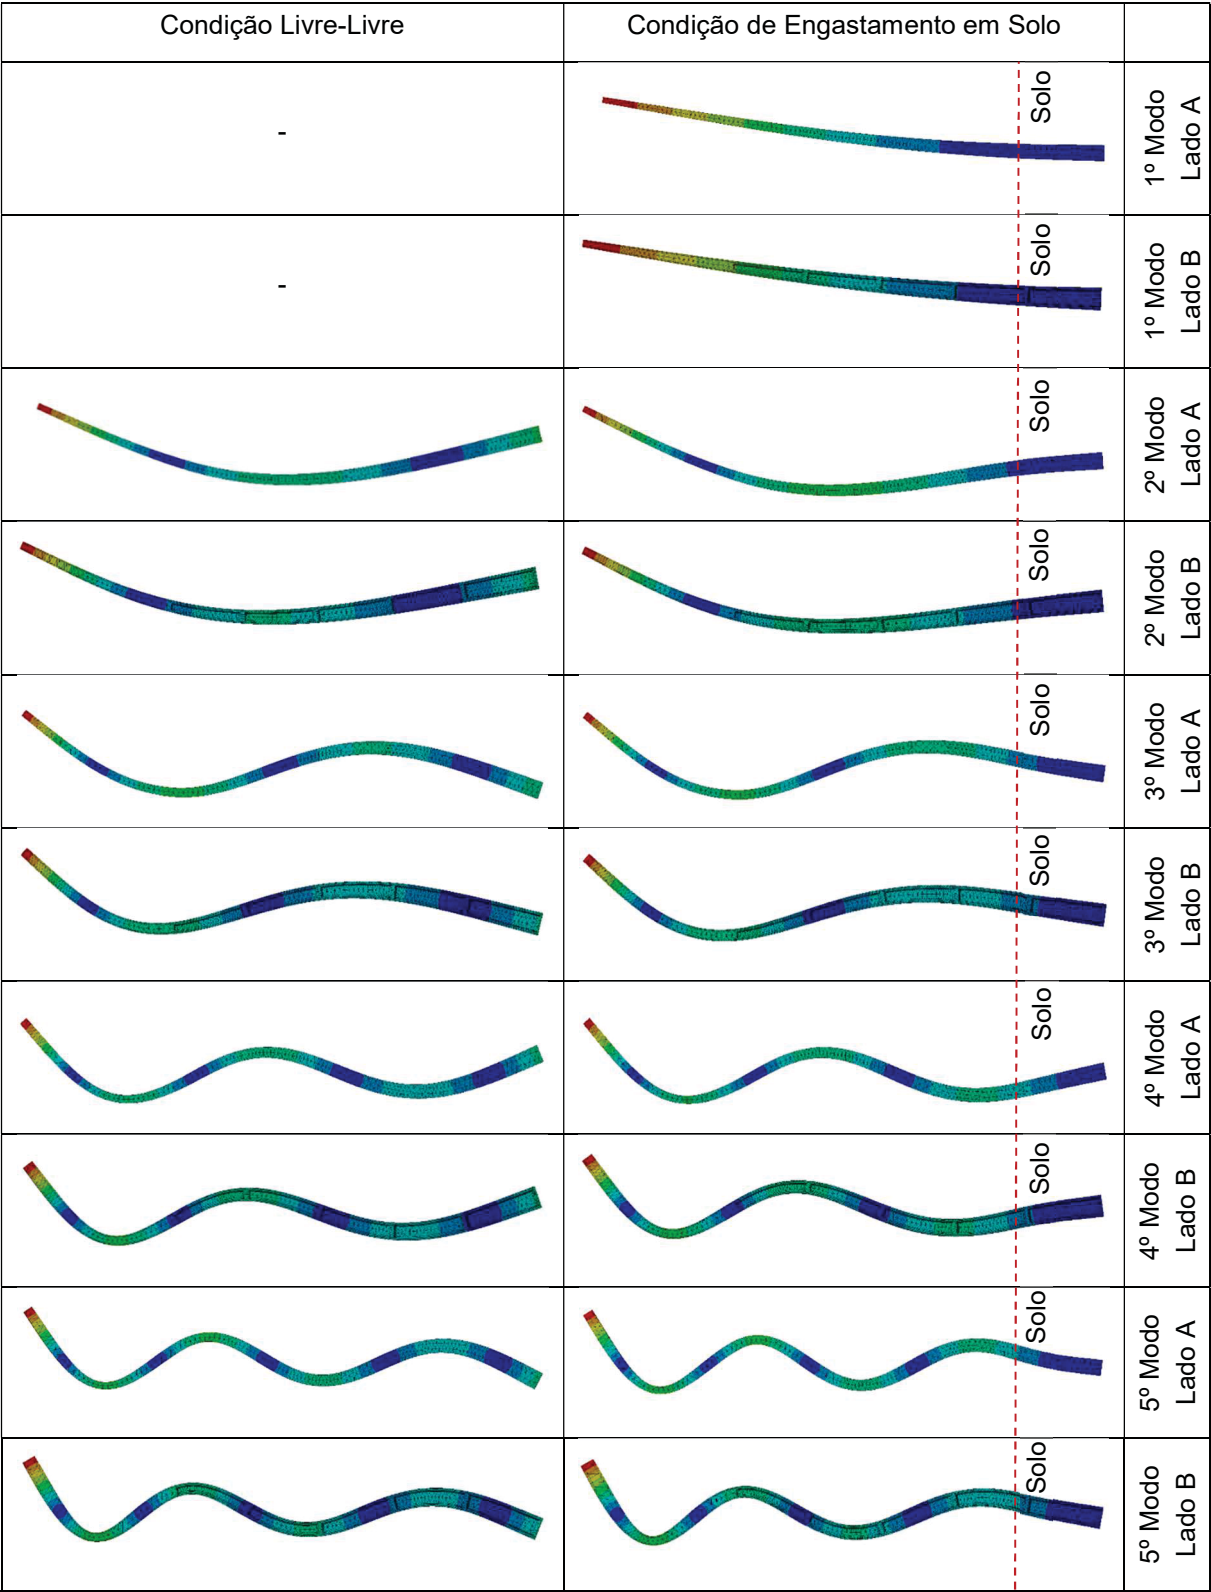 Condição Livre-Livre
Condição de Engastamento em Solo
-
Solo
1º Modo
Lado A
-
Solo
1º Modo
Lado B
Solo
2º Modo
Lado A
Solo
2º Modo
Lado B
Solo
3º Modo
Lado A
Solo
3º Modo
Lado B
Solo
4º Modo
Lado A
Solo
4º Modo
Lado B
Solo
5º Modo
Lado A
Solo
5º Modo
Lado B